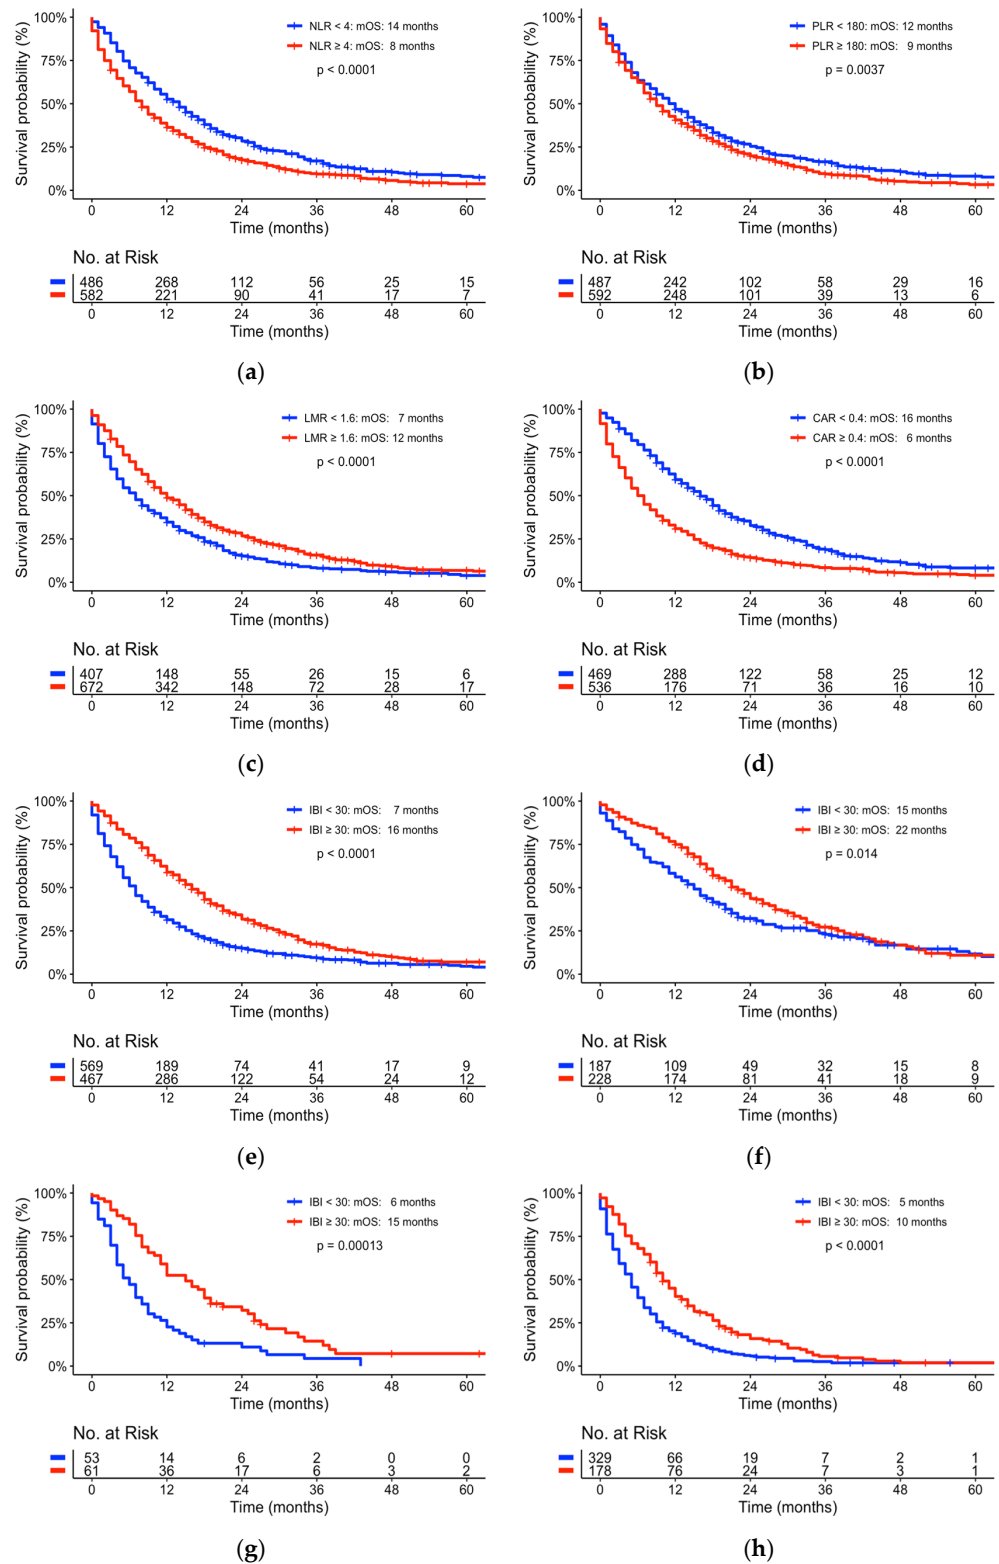 Survival probability (%)
100%
75%
50%
25%
0%
NLR < 4: mOS: 14 months
NLR ≥ 4: mOS: 8 months
p < 0.0001
0 12 24 36 48 60
Time (months)
No. at Risk
486 268 112 56 25 15
582 221 90 41 17 7
0 12 24 36 48 60
Time (months)
(a)
Survival probability (%)
100%
75%
50%
25%
0%
PLR < 180: mOS: 12 months
PLR ≥ 180: mOS: 9 months
p = 0.0037
0 12 24 36 48 60
Time (months)
No. at Risk
487 242 102 58 29 16
592 248 101 39 13 6
0 12 24 36 48 60
Time (months)
(b)
Survival probability (%)
100%
75%
50%
25%
0%
LMR < 1.6: mOS: 7 months
LMR ≥ 1.6: mOS: 12 months
p < 0.0001
0 12 24 36 48 60
Time (months)
No. at Risk
407 148 55 26 15 6
672 342 148 72 28 17
0 12 24 36 48 60
Time (months)
(c)
Survival probability (%)
100%
75%
50%
25%
0%
CAR < 0.4: mOS: 16 months
CAR ≥ 0.4: mOS: 6 months
p < 0.0001
0 12 24 36 48 60
Time (months)
No. at Risk
469 288 122 58 25 12
536 176 71 36 16 10
0 12 24 36 48 60
Time (months)
(d)
Survival probability (%)
100%
75%
50%
25%
0%
IBI < 30: mOS: 7 months
IBI ≥ 30: mOS: 16 months
p < 0.0001
0 12 24 36 48 60
Time (months)
No. at Risk
569 189 74 41 17 9
467 286 122 54 24 12
0 12 24 36 48 60
Time (months)
(e)
Survival probability (%)
100%
75%
50%
25%
0%
IBI < 30: mOS: 15 months
IBI ≥ 30: mOS: 22 months
p = 0.014
0 12 24 36 48 60
Time (months)
No. at Risk
187 109 49 32 15 8
228 174 81 41 18 9
0 12 24 36 48 60
Time (months)
(f)
Survival probability (%)
100%
75%
50%
25%
0%
IBI < 30: mOS: 6 months
IBI ≥ 30: mOS: 15 months
p = 0.00013
0 12 24 36 48 60
Time (months)
No. at Risk
53 14 6 2 0 0
61 36 17 6 3 2
0 12 24 36 48 60
Time (months)
(g)
Survival probability (%)
100%
75%
50%
25%
0%
IBI < 30: mOS: 5 months
IBI ≥ 30: mOS: 10 months
p < 0.0001
0 12 24 36 48 60
Time (months)
No. at Risk
329 66 19 7 2 1
178 76 24 7 3 1
0 12 24 36 48 60
Time (months)
(h)